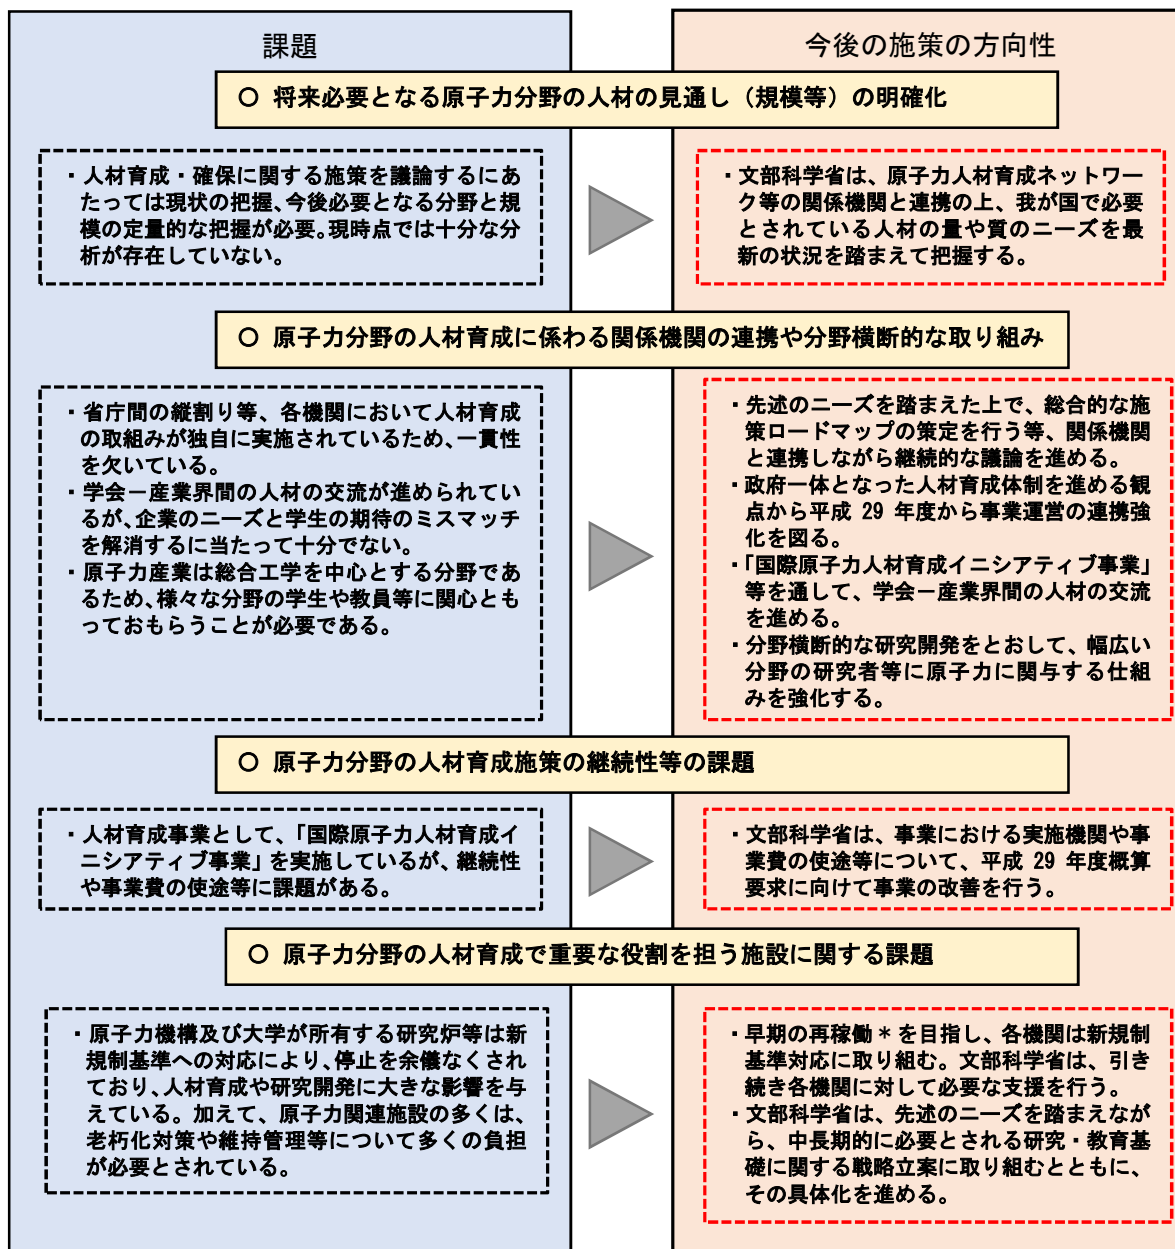 課題
今後の施策の方向性
○ 将来必要となる原子力分野の人材の見通し（規模等）の明確化
・人材育成・確保に関する施策を議論するにあ
たっては現状の把握、今後必要となる分野と規
模の定量的な把握が必要。現時点では十分な分
析が存在していない。
・文部科学省は、原子力人材育成ネットワー
ク等の関係機関と連携の上、我が国で必要
とされている人材の量や質のニーズを最
新の状況を踏まえて把握する。
○ 原子力分野の人材育成に係わる関係機関の連携や分野横断的な取り組み
・省庁間の縦割り等、各機関において人材育成
の取組みが独自に実施されているため、一貫性
を欠いている。
・学会－産業界間の人材の交流が進められてい
るが、企業のニーズと学生の期待のミスマッチ
を解消するに当たって十分でない。
・原子力産業は総合工学を中心とする分野であ
るため、様々な分野の学生や教員等に関心とも
っておもらうことが必要である。
・先述のニーズを踏まえた上で、総合的な施
策ロードマップの策定を行う等、関係機関
と連携しながら継続的な議論を進める。
・政府一体となった人材育成体制を進める観
点から平成 29 年度から事業運営の連携強
化を図る。
・「国際原子力人材育成イニシアティブ事業」
等を通して、学会－産業界間の人材の交流
を進める。
・分野横断的な研究開発をとおして、幅広い
分野の研究者等に原子力に関与する仕組
みを強化する。
○ 原子力分野の人材育成施策の継続性等の課題
・人材育成事業として、「国際原子力人材育成イ
ニシアティブ事業」を実施しているが、継続性
や事業費の使途等に課題がある。
・文部科学省は、事業における実施機関や事
業費の使途等について、平成 29 年度概算
要求に向けて事業の改善を行う。
○ 原子力分野の人材育成で重要な役割を担う施設に関する課題
・原子力機構及び大学が所有する研究炉等は新
規制基準への対応により、停止を余儀なくされ
ており、人材育成や研究開発に大きな影響を与
えている。加えて、原子力関連施設の多くは、
老朽化対策や維持管理等について多くの負担
が必要とされている。
・早期の再稼働＊を目指し、各機関は新規制
基準対応に取り組む。文部科学省は、引き
続き各機関に対して必要な支援を行う。
・文部科学省は、先述のニーズを踏まえなが
ら、中長期的に必要とされる研究・教育基
礎に関する戦略立案に取り組むとともに、
その具体化を進める。